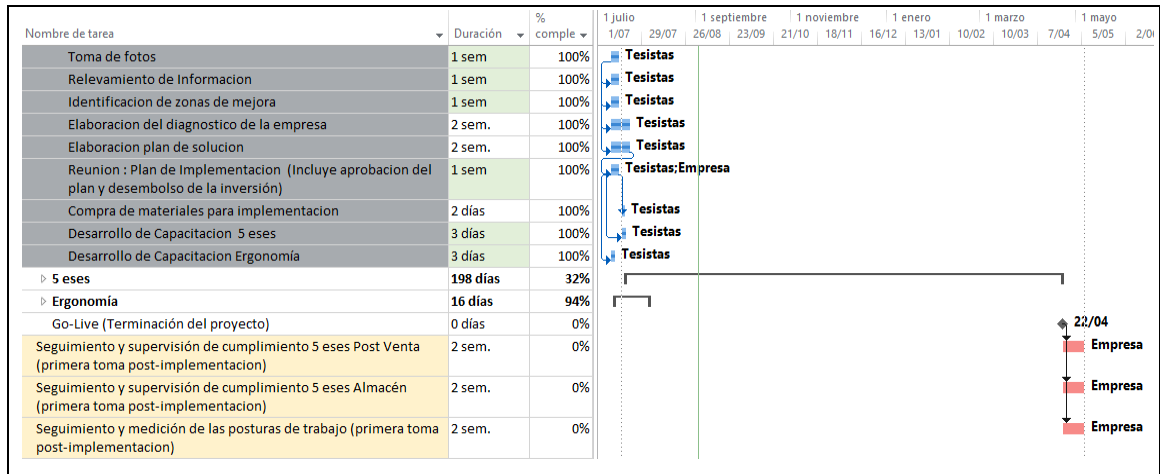 %
1 julio 1 septiembre 1 noviembre 1 enero 1 marzo 1 mayo
Nombre de tarea Duración comple 1/07 29/07 26/08 23/09 21/10 18/11 16/12 13/01 10/02 10/03 7/04 5/05 2/06
Toma de fotos 1 sem 100% Tesistas
Relevamiento de Informacion 1 sem 100% Tesistas
Identificacion de zonas de mejora 1 sem 100% Tesistas
Elaboracion del diagnostico de la empresa 2 sem. 100% Tesistas
Elaboracion plan de solucion 2 sem. 100% Tesistas
Reunion : Plan de Implementacion (Incluye aprobacion del 1 sem 100% Tesistas;Empresa
plan y desembolso de la inversión)
Compra de materiales para implementacion 2 días 100% Tesistas
Desarrollo de Capacitacion 5 eses 3 días 100% Tesistas
Desarrollo de Capacitacion Ergonomía 3 días 100% Tesistas
5 eses 198 días 32%
Ergonomía 16 días 94%
Go-Live (Terminación del proyecto) 0 días 0% 22/04
Seguimiento y supervisión de cumplimiento 5 eses Post Venta 2 sem. 0% Empresa
(primera toma post-implementacion)
Seguimiento y supervisión de cumplimiento 5 eses Almacén 2 sem. 0% Empresa
(primera toma post-implementacion)
Seguimiento y medición de las posturas de trabajo (primera toma 2 sem. 0% Empresa
post-implementacion)